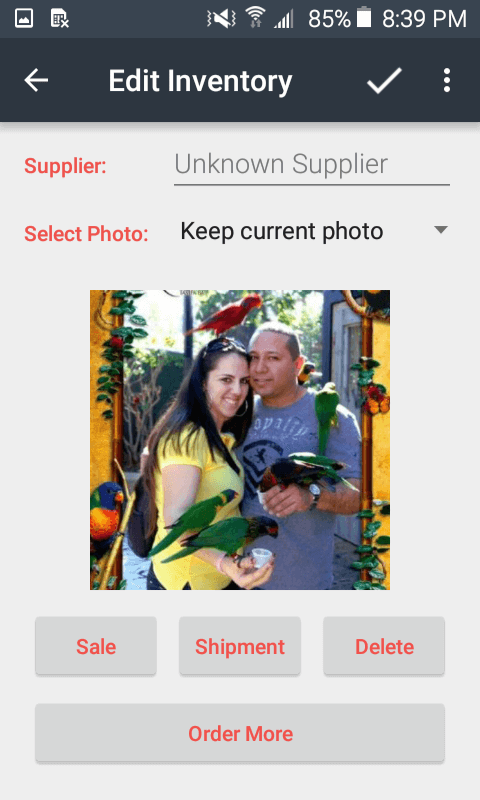 85% 8:39 PM
Edit Inventory
Supplier: Unknown Supplier
Select Photo: Keep current photo
Sale Shipment Delete
Order More